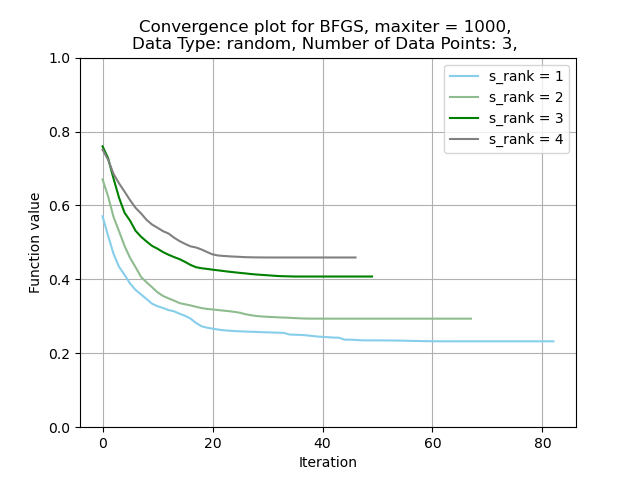 Convergence plot for BFGS, maxiter = 1000,
Data Type: random, Number of Data Points: 3,
1.0
0.8
0.6
0.4
0.2
0.0
Function value
s_rank = 1
s_rank = 2
s_rank = 3
s_rank = 4
0 20 40 60 80
Iteration